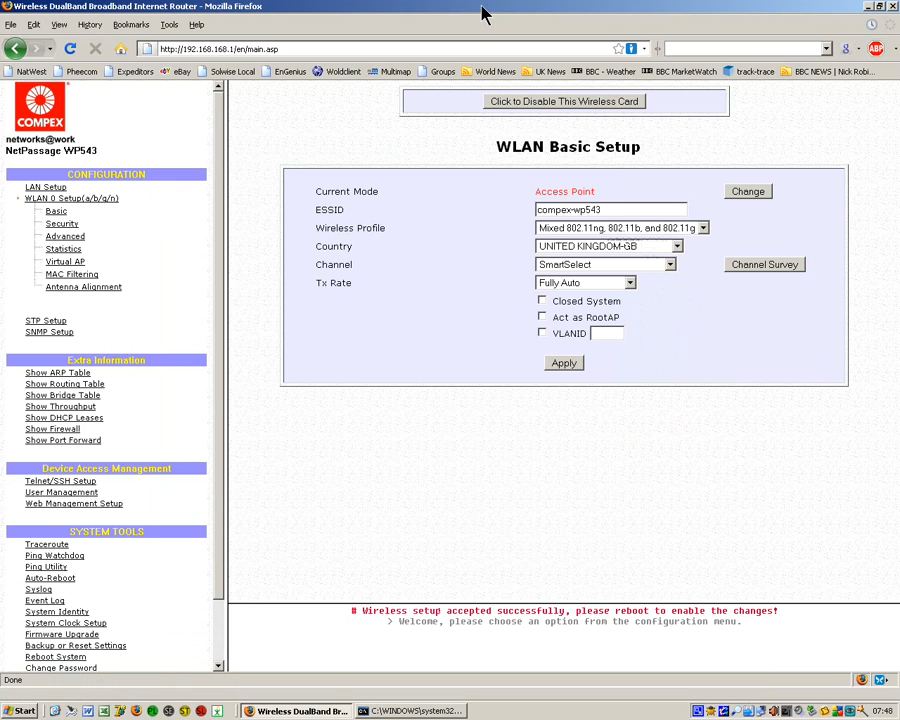 Wireless DualBand Broadband Internet Router - Mozilla Firefox
File Edit View History Bookmarks Tools Help
http://192.168.168.1/en/main.asp
ABP
NatWest Pheecom Expeditors eBay Solwise Local EnGenius Worldclient Multimap Groups World News UK News BBC - Weather BBC MarketWatch track-trace BBC NEWS | Nick Robi...
COMPEX
networks@work
NetPassage WP543
CONFIGURATION
LAN Setup
WLAN 0 Setup(a/b/g/n)
Basic
Security
Advanced
Statistics
Virtual AP
MAC Filtering
Antenna Alignment
STP Setup
SNMP Setup
Extra Information
Show ARP Table
Show Routing Table
Show Bridge Table
Show Throughput
Show DHCP Leases
Show Firewall
Show Port Forward
Device Access Management
Telnet/SSH Setup
User Management
Web Management Setup
SYSTEM TOOLS
Traceroute
Ping Watchdog
Ping Utility
Auto-Reboot
Syslog
Event Log
System Identity
System Clock Setup
Firmware Upgrade
Backup or Reset Settings
Reboot System
Change Password
Click to Disable This Wireless Card
WLAN Basic Setup
Current Mode Access Point Change
ESSID compex-wp543
Wireless Profile Mixed 802.11ng, 802.11b, and 802.11g
Country UNITED KINGDOM-GB
Channel SmartSelect Channel Survey
Tx Rate Fully Auto
Closed System
Act as RootAP
VLANID
Apply
# Wireless setup accepted successfully, please reboot to enable the changes!
> Welcome, please choose an option from the configuration menu.
Done
Start Wireless DualBand Br... C:\WINDOWS\system32... 07:48